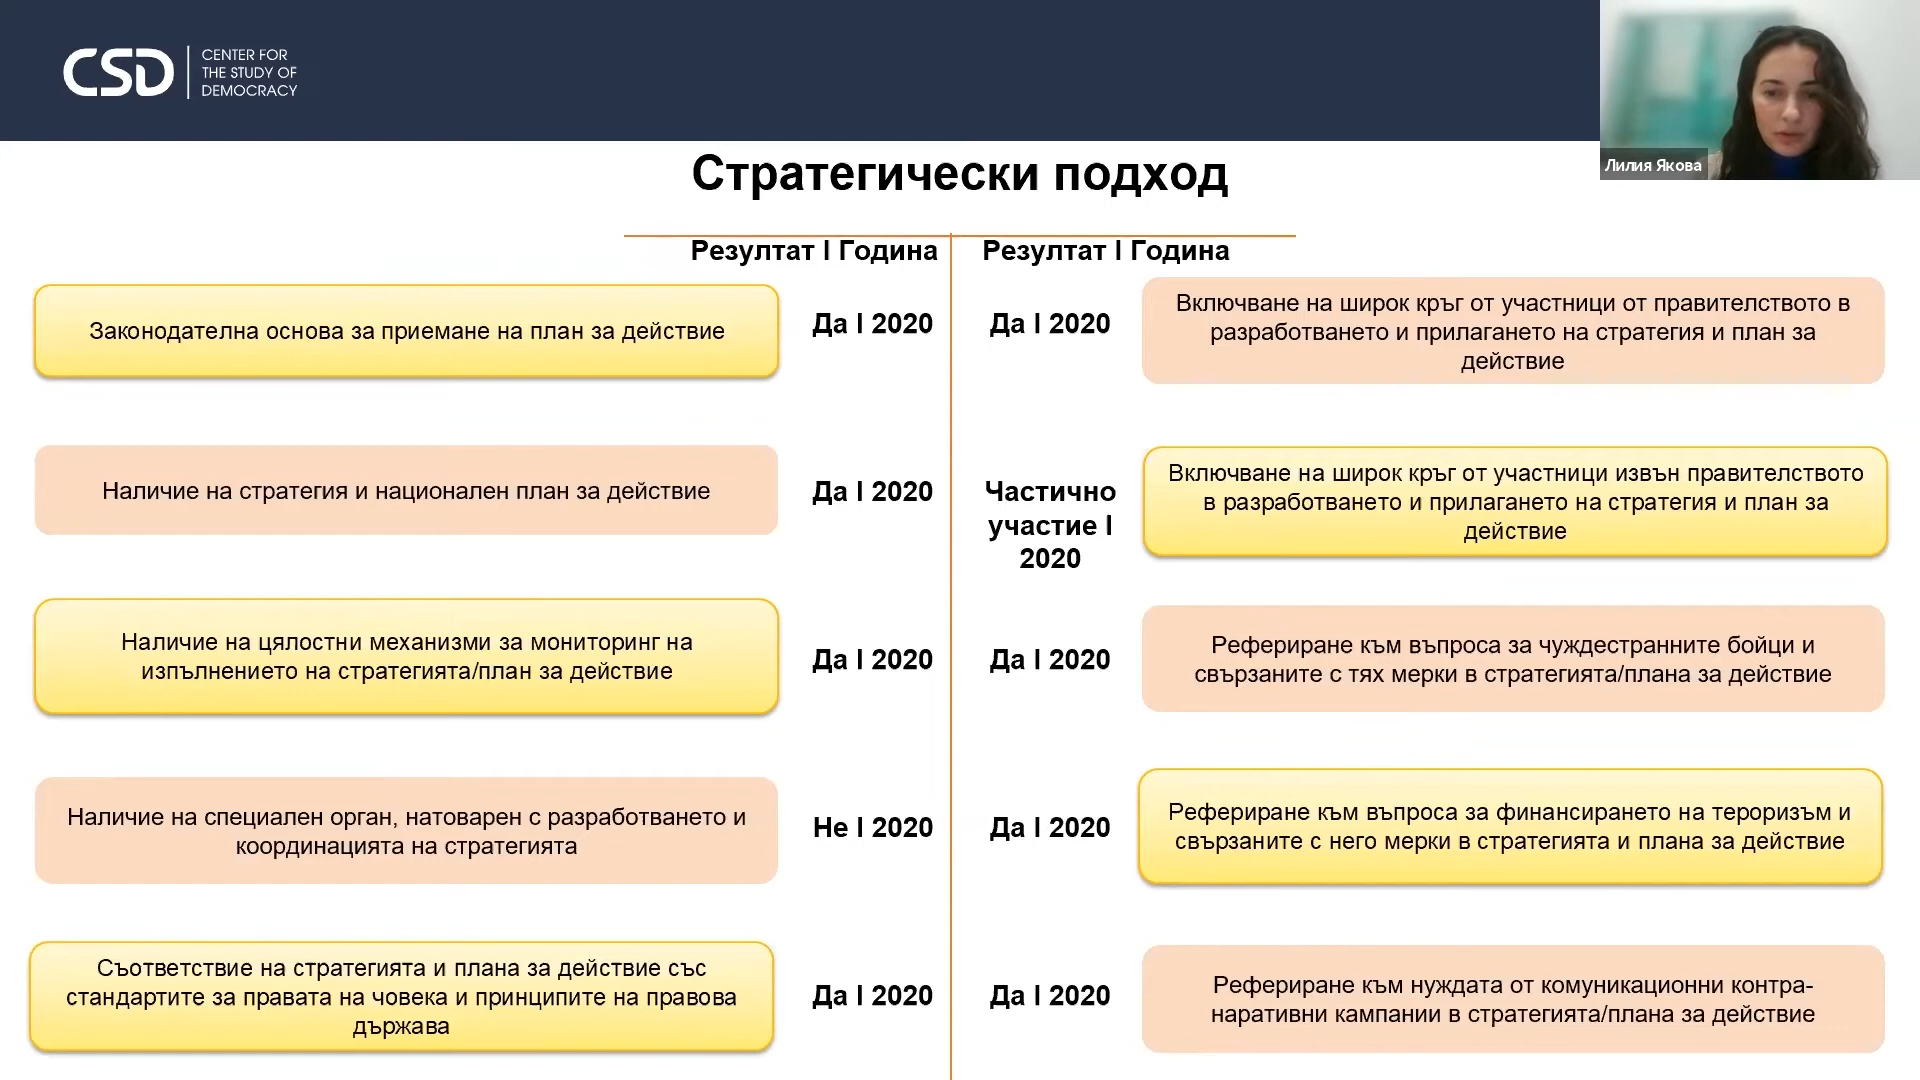 CSD
CENTER FOR
THE STUDY OF
DEMOCRACY
Лилия Якова
Стратегически подход
Резултат I Година
Резултат I Година
Законодателна основа за приемане на план за действие
Да I 2020
Да I 2020
Включване на широк кръг от участници от правителството в
разработването и прилагането на стратегия и план за
действие
Наличие на стратегия и национален план за действие
Да I 2020
Частично
участие I
2020
Включване на широк кръг от участници извън правителството
в разработването и прилагането на стратегия и план за
действие
Наличие на цялостни механизми за мониторинг на
изпълнението на стратегията/план за действие
Да I 2020
Да I 2020
Рефериране към въпроса за чуждестранните бойци и
свързаните с тях мерки в стратегията/плана за действие
Наличие на специален орган, натоварен с разработването и
координацията на стратегията
Не I 2020
Да I 2020
Рефериране към въпроса за финансирането на тероризъм и
свързаните с него мерки в стратегията и плана за действие
Съответствие на стратегията и плана за действие със
стандартите за правата на човека и принципите на правова
държава
Да I 2020
Да I 2020
Рефериране към нуждата от комуникационни контра-
наративни кампании в стратегията/плана за действие